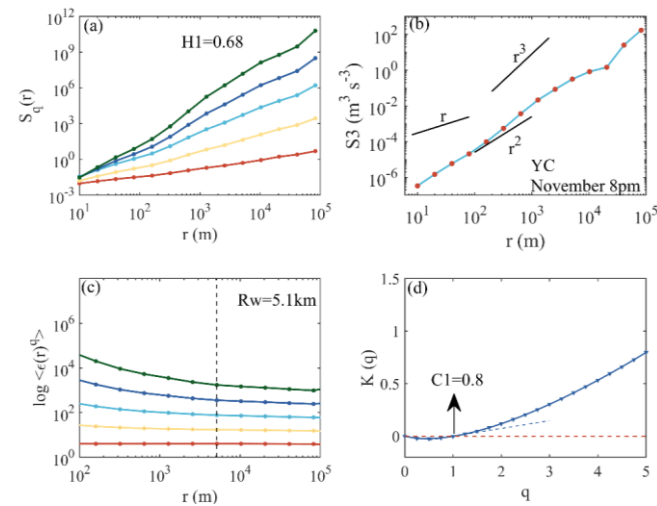 (a)
H1=0.68
S_q(r)
10^12
10^9
10^6
10^3
10^0
10^-3
10^1 10^2 10^3 10^4 10^5
r (m)
(b)
S3 (m^3 s^-3)
10^2
10^0
10^-2
10^-4
10^-6
r
r^3
r^2
YC
November 8pm
10^1 10^2 10^3 10^4 10^5
r (m)
(c)
Rw=5.1km
log <ϵ(r)^q>
10^6
10^4
10^2
10^0
10^2 10^3 10^4 10^5
r (m)
(d)
K (q)
1.5
1
0.5
0
C1=0.8
0 1 2 3 4 5
q